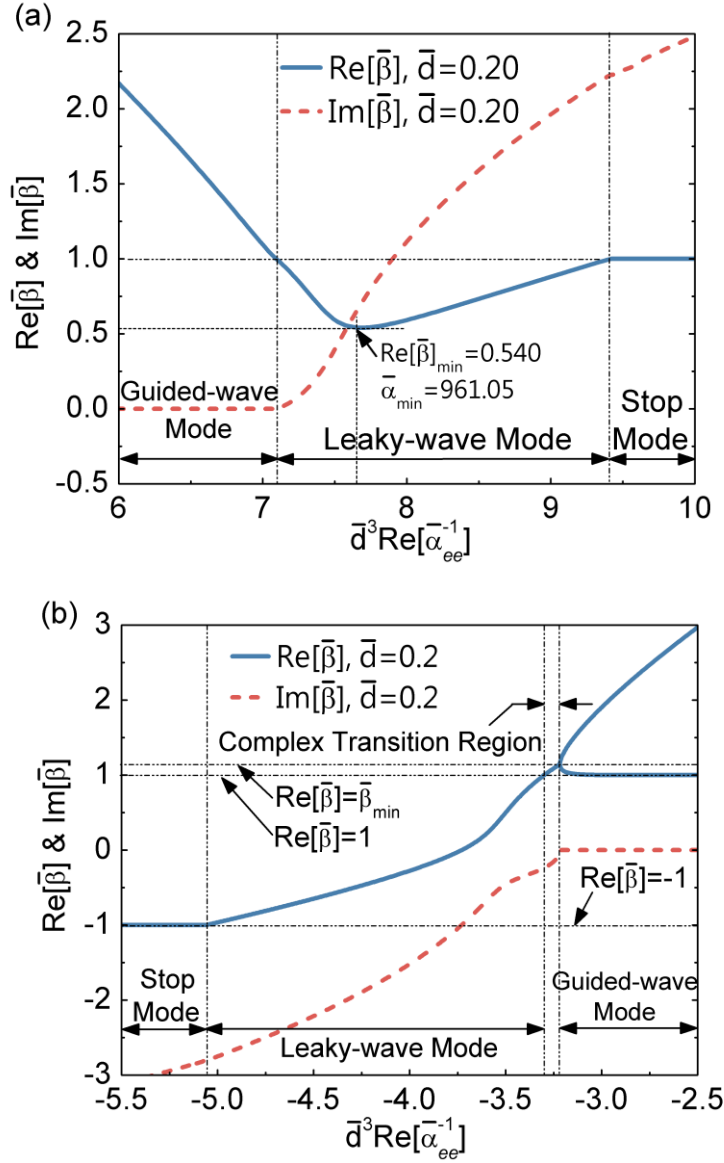 (a)
2.5
2.0
1.5
1.0
0.5
0.0
-0.5
Re[β̄] & Im[β̄]
Re[β̄], d̄=0.20
Im[β̄], d̄=0.20
Re[β̄]min=0.540
ᾱmin=961.05
Guided-wave
Mode
Leaky-wave Mode
Stop
Mode
6 7 8 9 10
d̄³Re[ᾱee⁻¹]
(b)
3
2
1
0
-1
-2
-3
Re[β̄] & Im[β̄]
Re[β̄], d̄=0.2
Im[β̄], d̄=0.2
Complex Transition Region
Re[β̄]=β̄min
Re[β̄]=1
Re[β̄]=-1
Stop
Mode
Leaky-wave Mode
Guided-wave
Mode
-5.5 -5.0 -4.5 -4.0 -3.5 -3.0 -2.5
d̄³Re[ᾱee⁻¹]